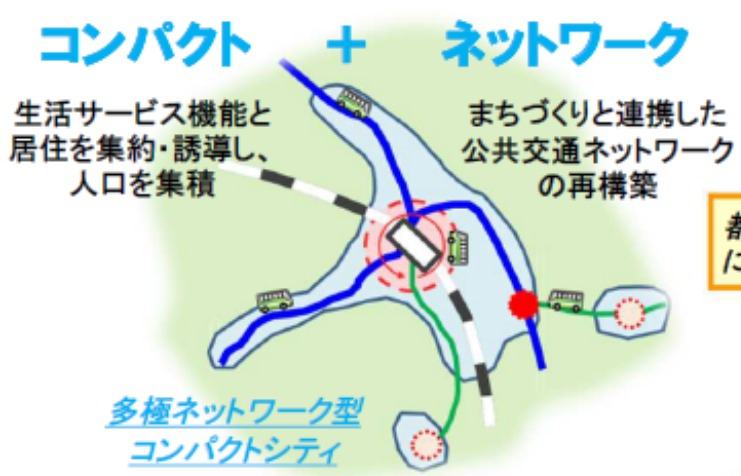 コンパクト ＋ ネットワーク
生活サービス機能と
居住を集約・誘導し、
人口を集積
まちづくりと連携した
公共交通ネットワーク
の再構築
都
に
多極ネットワーク型
コンパクトシティ